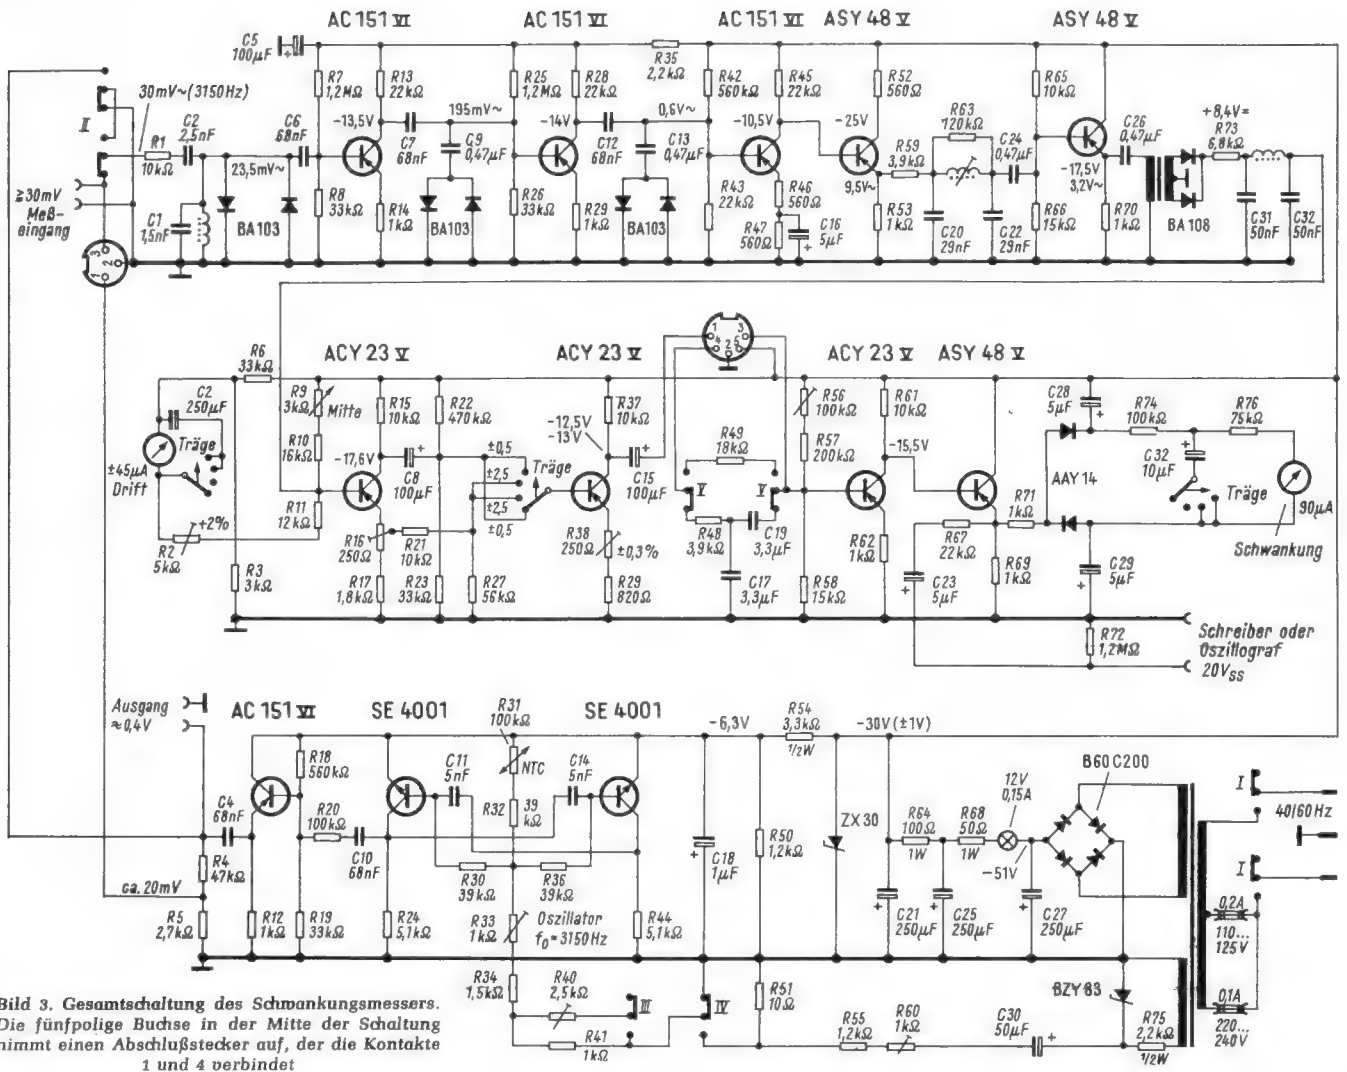 AC 151 VI
AC 151 VI
AC 151 VI
ASY 48 V
ASY 48 V
C5
100µF
R7
1,2MΩ
R13
22kΩ
R25
1,2MΩ
R28
22kΩ
R35
2,2kΩ
R42
560kΩ
R45
22kΩ
R52
560Ω
R65
10kΩ
30mV~(3150Hz)
II
C2
2,5nF
R1
10kΩ
C6
68nF
-13,5V
C7
68nF
195mV~
C9
0,47µF
-14V
C12
68nF
0,6V~
C13
0,47µF
-10,5V
-25V
R59
3,9kΩ
R63
120kΩ
C24
0,47µF
C26
0,47µF
+8,4V=
R73
6,8kΩ
-17,5V
3,2V~
≥30mV
Meß-
eingang
23,5mV~
C1
1,5nF
BA103
R8
33kΩ
R14
1kΩ
BA103
R26
33kΩ
R29
1kΩ
BA103
R43
22kΩ
R46
560Ω
R47
560Ω
C16
5µF
9,5V~
R53
1kΩ
C20
29nF
C22
29nF
R66
15kΩ
R70
1kΩ
BA 108
C31
50nF
C32
50nF
3
2
1
ACY 23 V
ACY 23 V
1
3
4
2
5
ACY 23 V
ASY 48 V
R6
33kΩ
C2
250µF
Träge
±45µA
Drift
+2%
R2
5kΩ
R3
3kΩ
R9
3kΩ
Mitte
R10
16kΩ
R11
12kΩ
R15
10kΩ
-17,6V
R16
250Ω
R17
1,8kΩ
R22
470kΩ
C8
100µF
R21
10kΩ
R23
33kΩ
R27
56kΩ
±0,5
±2,5
±2,5
±0,5
Träge
-12,5V
-13V
R37
10kΩ
C15
100µF
R38
250Ω
±0,3%
R29
820Ω
R49
18kΩ
V
V
R48
3,9kΩ
C19
3,3µF
C17
3,3µF
R56
100kΩ
R57
200kΩ
R58
15kΩ
R61
10kΩ
-15,5V
R62
1kΩ
R67
22kΩ
C23
5µF
R71
1kΩ
R69
1kΩ
C28
5µF
R74
100kΩ
R76
75kΩ
C32
10µF
AAY 14
Träge
90µA
Schwankung
C29
5µF
R72
1,2MΩ
Schreiber oder
Oszillograf
20Vss
Ausgang
≈0,4V
AC 151 VI
SE 4001
SE 4001
R31
100kΩ
NTC
R18
560kΩ
C11
5nF
C14
5nF
R32
39
kΩ
C4
68nF
R20
100kΩ
C10
68nF
R4
47kΩ
ca.20mV
R5
2,7kΩ
R12
1kΩ
R19
33kΩ
R24
5,1kΩ
R30
39kΩ
R36
39kΩ
R33
1kΩ
Oszillator
f₀=3150Hz
R44
5,1kΩ
R34
1,5kΩ
R40
2,5kΩ
R41
1kΩ
III
IV
-6,3V
R54
3,3kΩ
1/2W
-30V(±1V)
C18
1µF
R50
1,2kΩ
ZX30
R64
100Ω
1W
R68
50Ω
1W
12V
0,15A
-51V
B60C200
C21
250µF
C25
250µF
C27
250µF
I
40/60Hz
I
0,2A
110...
125V
0,1A
220...
240V
R51
10Ω
R55
1,2kΩ
R60
1kΩ
C30
50µF
BZY 83
R75
2,2kΩ
1/2W
Bild 3. Gesamtschaltung des Schwankungsmessers.
Die fünfpolige Buchse in der Mitte der Schaltung
nimmt einen Abschlußstecker auf, der die Kontakte
1 und 4 verbindet